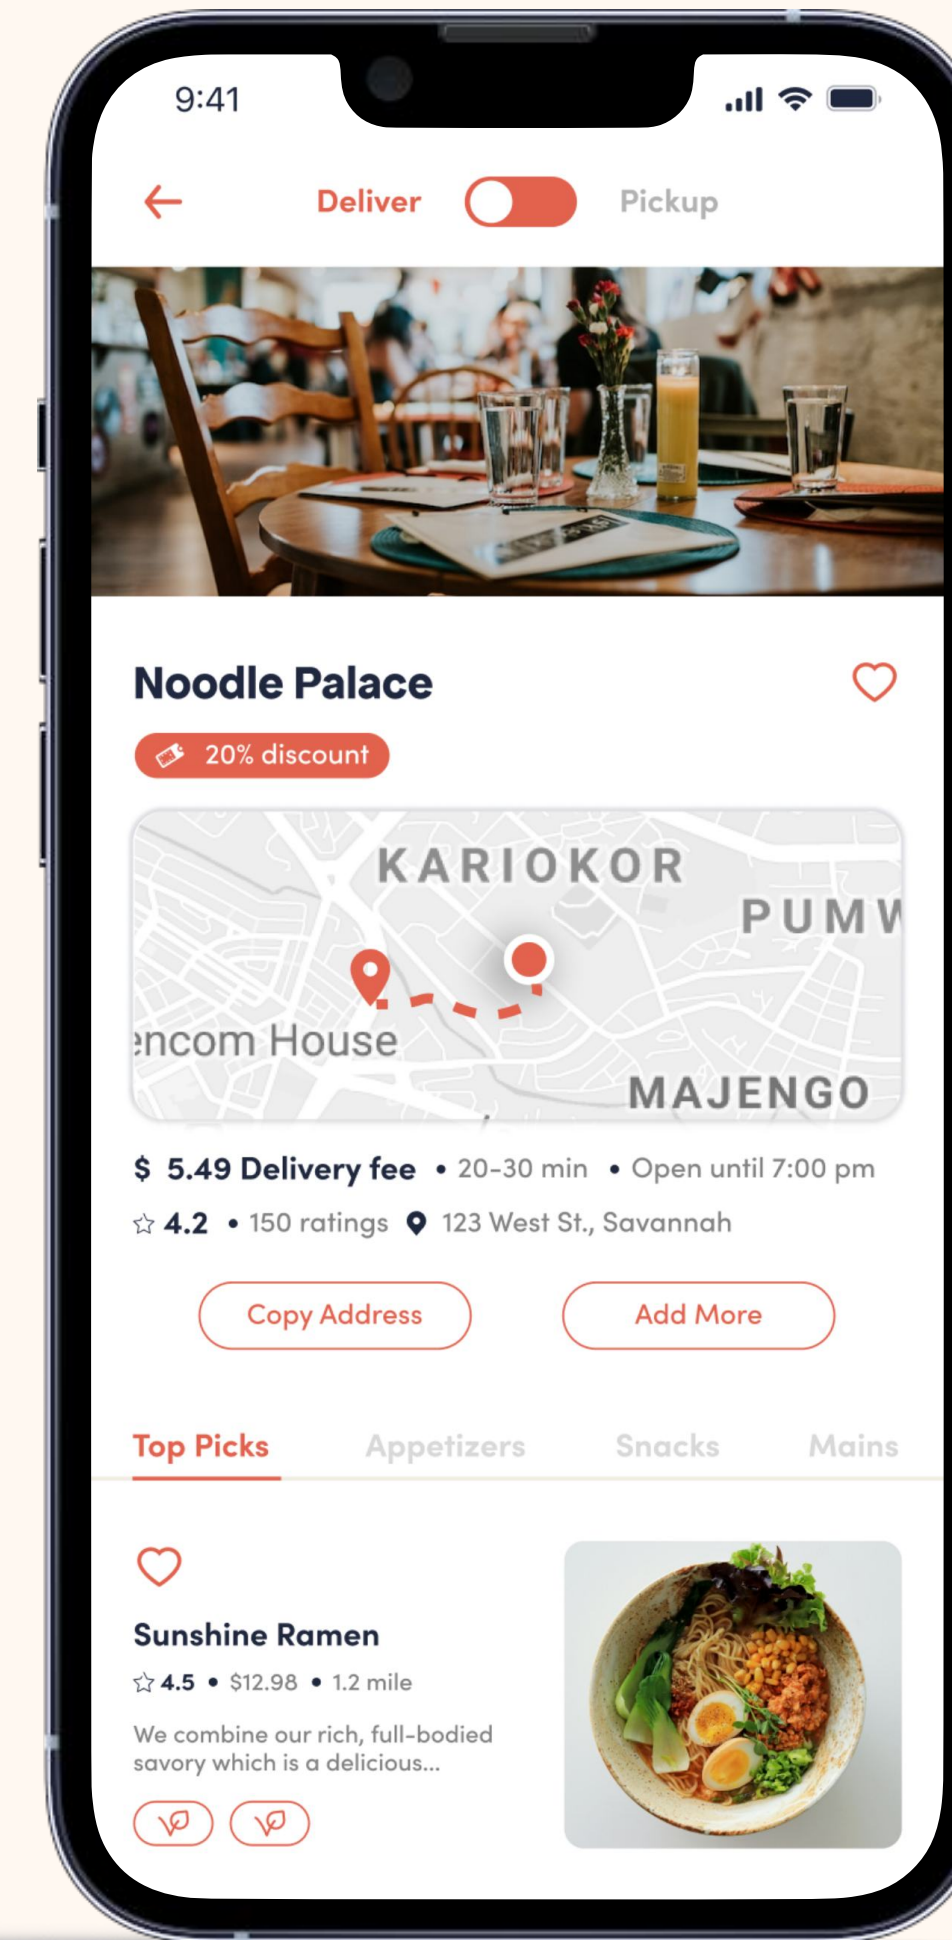 9:41
Deliver Pickup
Noodle Palace
20% discount
KARIOKOR
PUMW
encom House
MAJENGO
$ 5.49 Delivery fee • 20-30 min • Open until 7:00 pm
4.2 • 150 ratings 123 West St., Savannah
Copy Address Add More
Top Picks Appetizers Snacks Mains
Sunshine Ramen
4.5 • $12.98 • 1.2 mile
We combine our rich, full-bodied
savory which is a delicious...